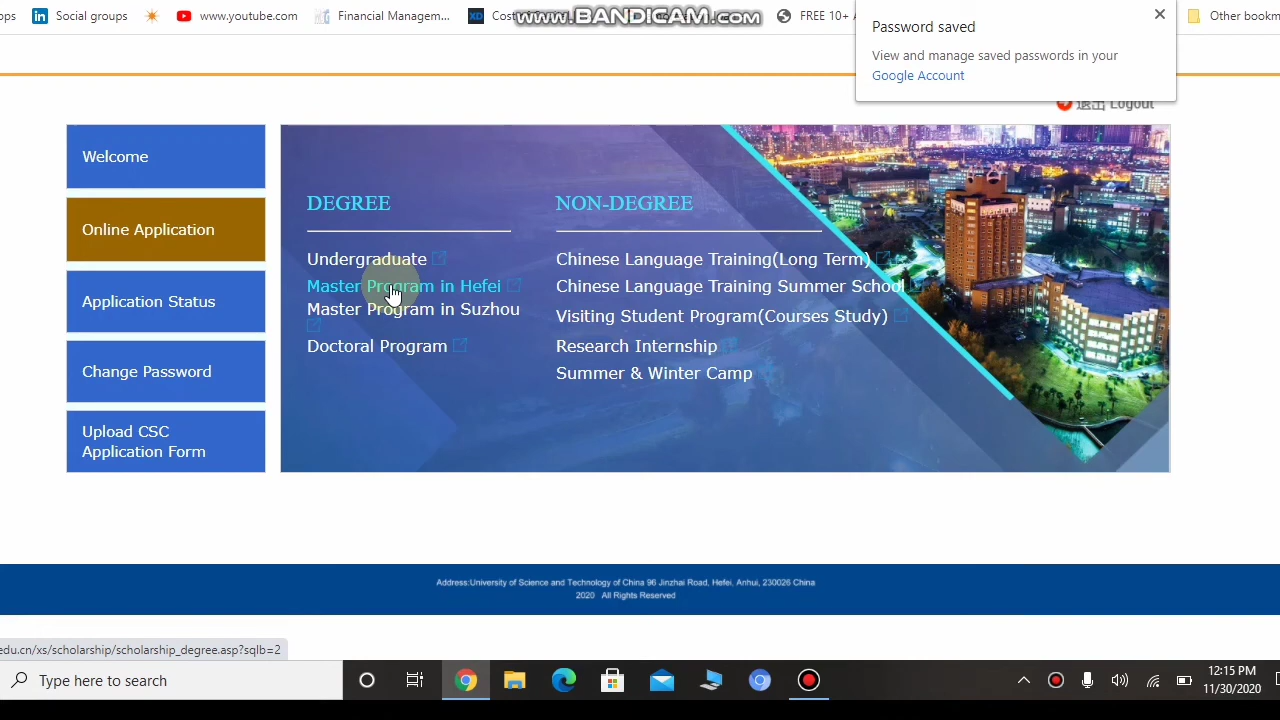 ops
Social groups
www.youtube.com
Financial Managem...
www.BANDICAM.com
FREE 10+
Other bookm
Password saved
View and manage saved passwords in your
Google Account
退出 Logout
Welcome
Online Application
Application Status
Change Password
Upload CSC
Application Form
DEGREE
Undergraduate
Master Program in Hefei
Master Program in Suzhou
Doctoral Program
NON-DEGREE
Chinese Language Training(Long Term)
Chinese Language Training Summer School
Visiting Student Program(Courses Study)
Research Internship
Summer & Winter Camp
Address:University of Science and Technology of China 96 Jinzhai Road, Hefei, Anhui, 230026 China
2020 All Rights Reserved
edu.cn/xs/scholarship/scholarship_degree.asp?sqlb=2
Type here to search
12:15 PM
11/30/2020